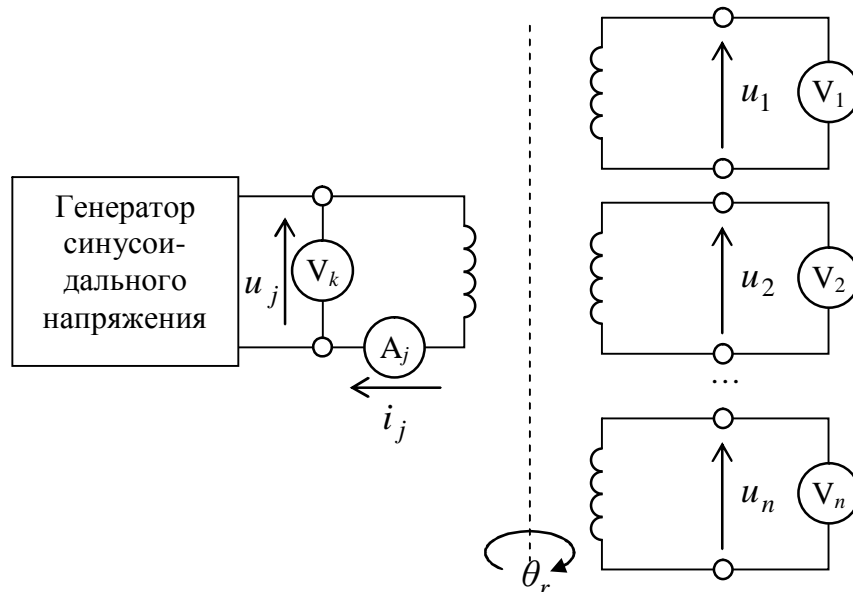 Генератор
синусои-
дального
напряжения
u_j
V_k
A_j
i_j
θ_r
u_1
V_1
u_2
V_2
...
u_n
V_n